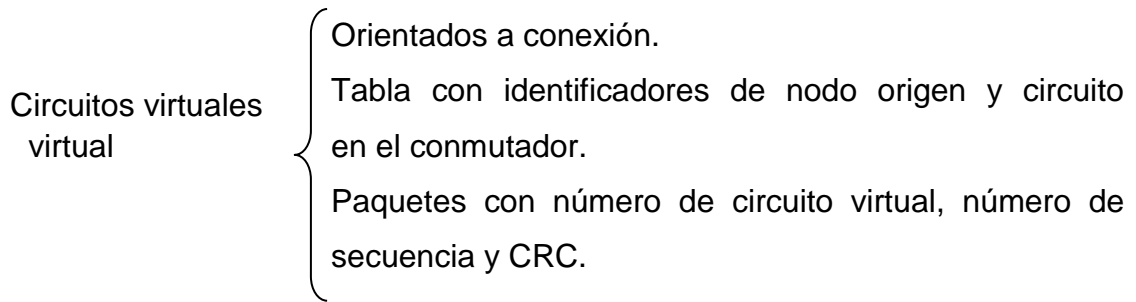 Circuitos virtuales
virtual
Orientados a conexión.
Tabla con identificadores de nodo origen y circuito
en el conmutador.
Paquetes con número de circuito virtual, número de
secuencia y CRC.